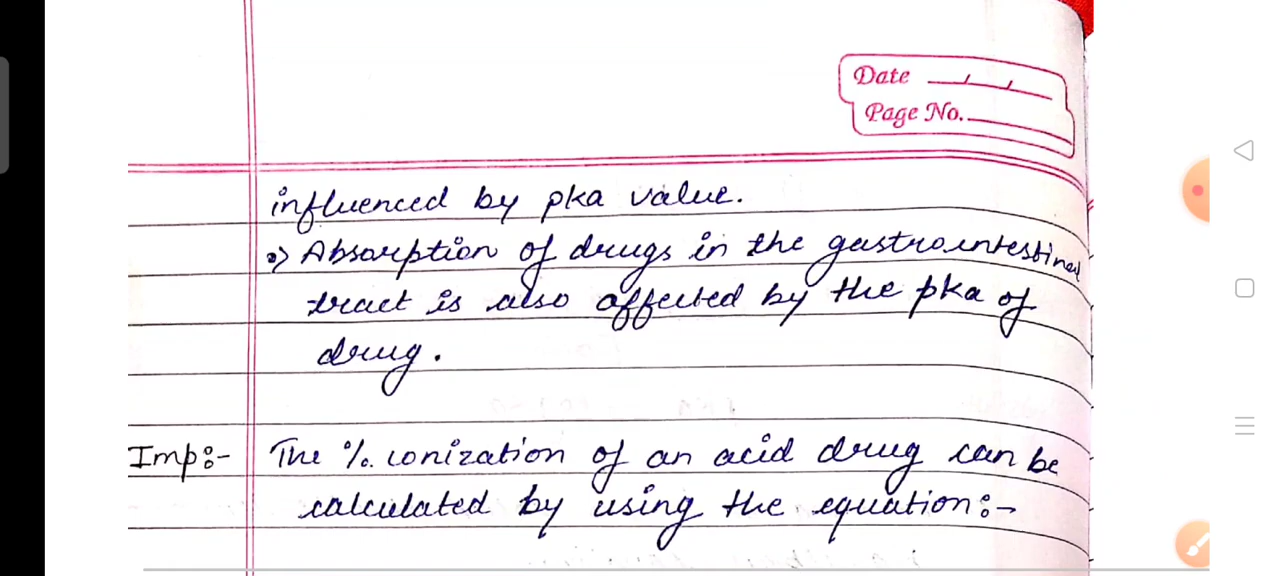 Date
Page No.
influenced by pka value.
Absorption of drugs in the gastrointestinal
tract is also affected by the pka of
drug.
Imp:- The % ionization of an acid drug can be
calculated by using the equation:-